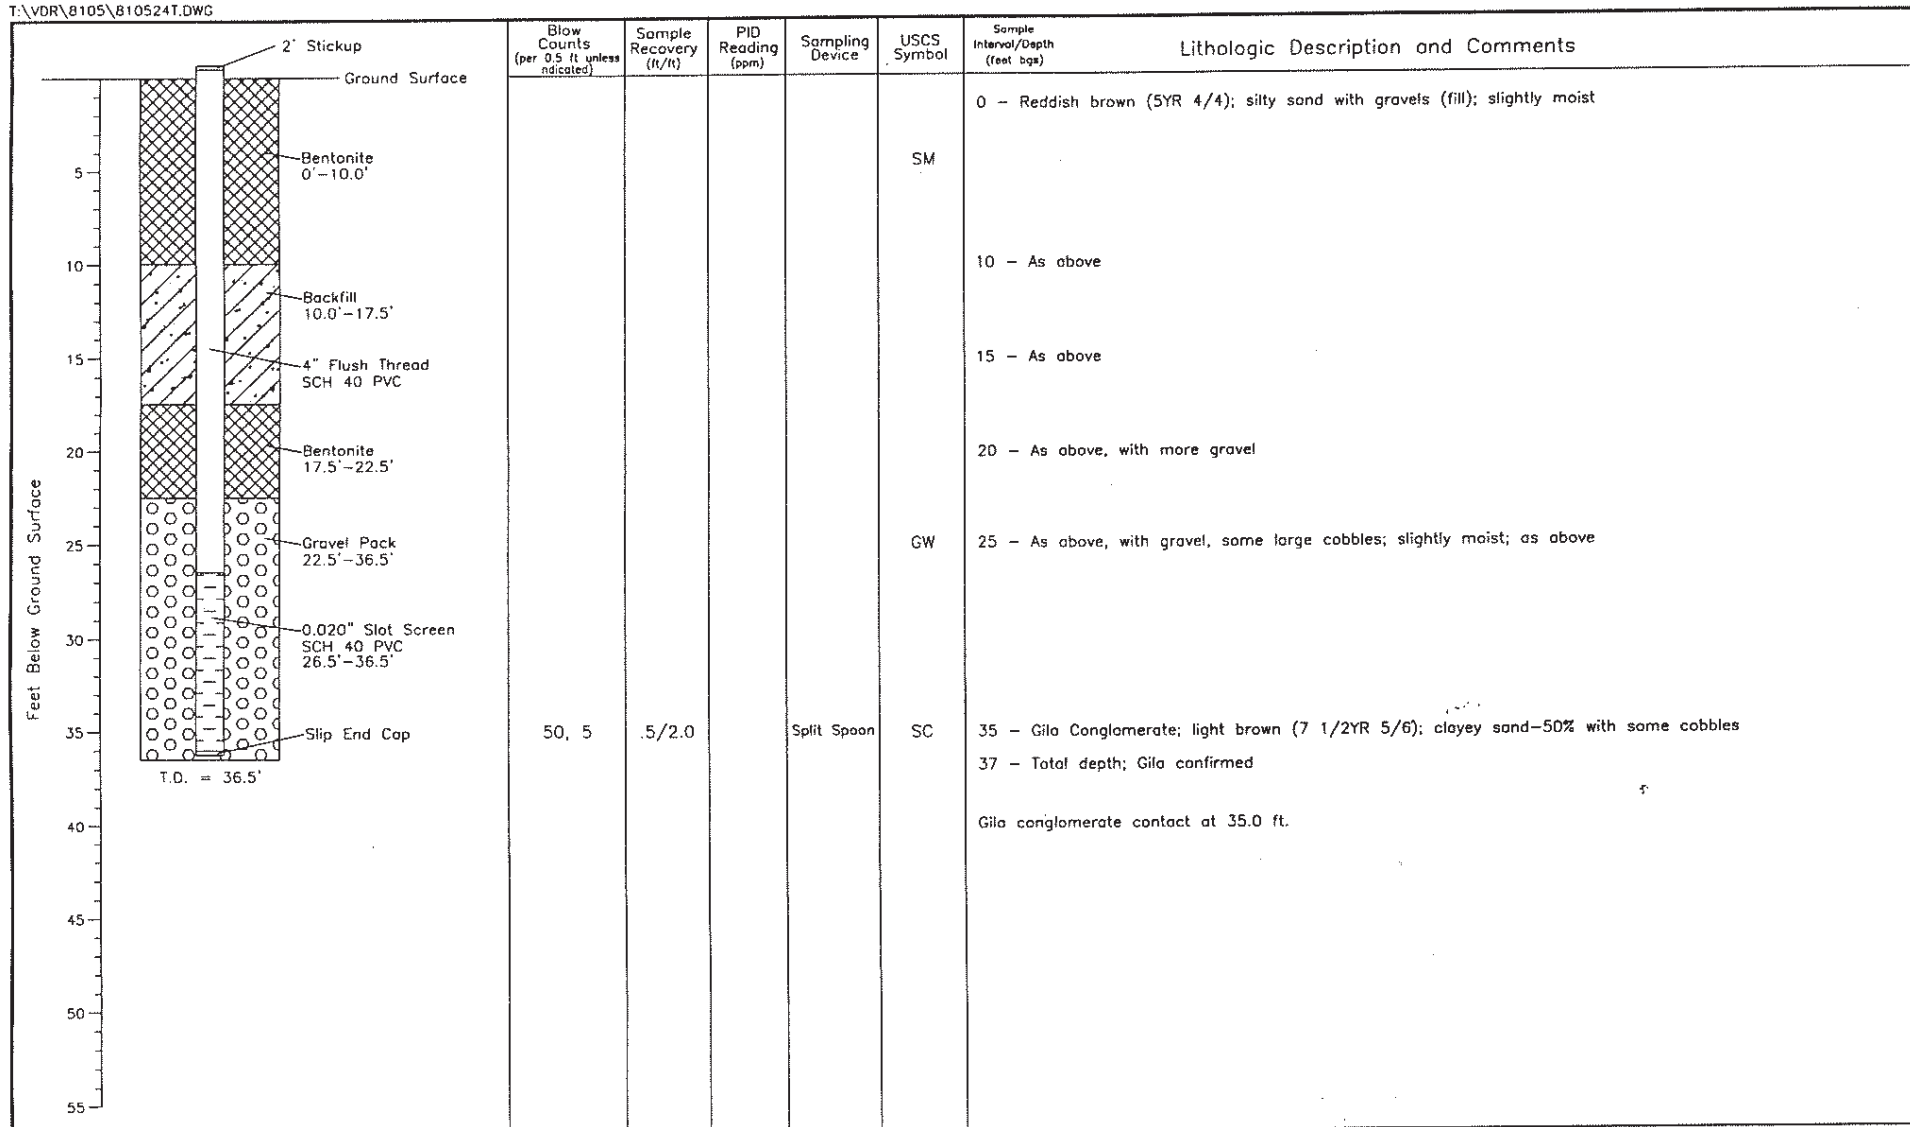 T:\VDR\8105\810524T.DWG
Blow Counts (per 0.5 ft unless ndicated)
Sample Recovery (ft/ft)
PID Reading (ppm)
Sampling Device
USCS Symbol
Sample Interval/Depth (feet bgs)
Lithologic Description and Comments
2' Stickup
Ground Surface
0 – Reddish brown (5YR 4/4); silty sand with gravels (fill); slightly moist
Bentonite
0'–10.0'
SM
5
10
10 – As above
Backfill
10.0'–17.5'
15
15 – As above
4" Flush Thread
SCH 40 PVC
20
Bentonite
17.5'–22.5'
20 – As above, with more gravel
Feet Below Ground Surface
25
Gravel Pack
22.5'–36.5'
GW
25 – As above, with gravel, some large cobbles; slightly moist; as above
30
0.020" Slot Screen
SCH 40 PVC
26.5'–36.5'
35
Slip End Cap
50, 5
.5/2.0
Split Spoon
SC
35 – Gila Conglomerate; light brown (7 1/2YR 5/6); clayey sand–50% with some cobbles
T.D. = 36.5'
37 – Total depth; Gila confirmed
40
Gila conglomerate contact at 35.0 ft.
45
50
55